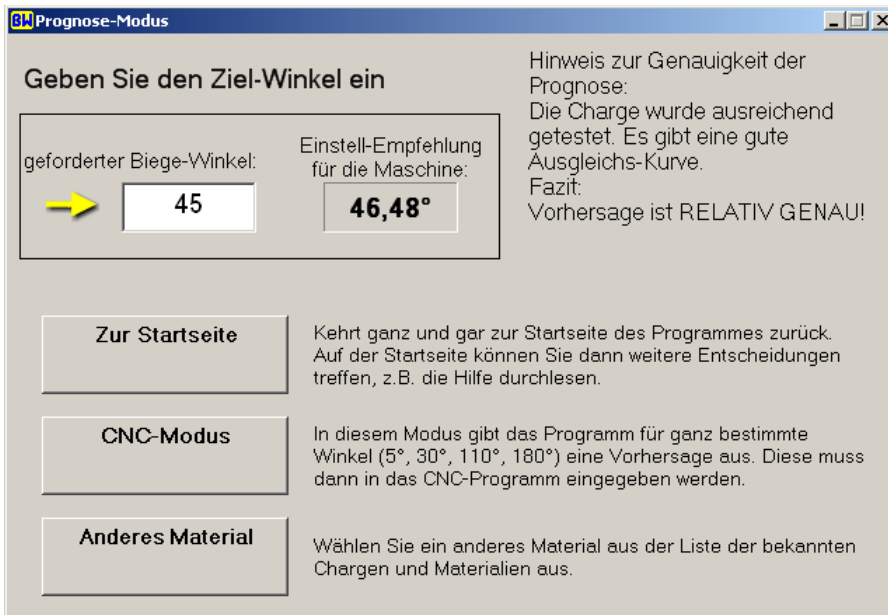 BW Prognose-Modus
Geben Sie den Ziel-Winkel ein
geforderter Biege-Winkel:
45
Einstell-Empfehlung
für die Maschine:
46,48°
Hinweis zur Genauigkeit der
Prognose:
Die Charge wurde ausreichend
getestet. Es gibt eine gute
Ausgleichs-Kurve.
Fazit:
Vorhersage ist RELATIV GENAU!
Zur Startseite
Kehrt ganz und gar zur Startseite des Programmes zurück.
Auf der Startseite können Sie dann weitere Entscheidungen
treffen, z.B. die Hilfe durchlesen.
CNC-Modus
In diesem Modus gibt das Programm für ganz bestimmte
Winkel (5°, 30°, 110°, 180°) eine Vorhersage aus. Diese muss
dann in das CNC-Programm eingegeben werden.
Anderes Material
Wählen Sie ein anderes Material aus der Liste der bekannten
Chargen und Materialien aus.